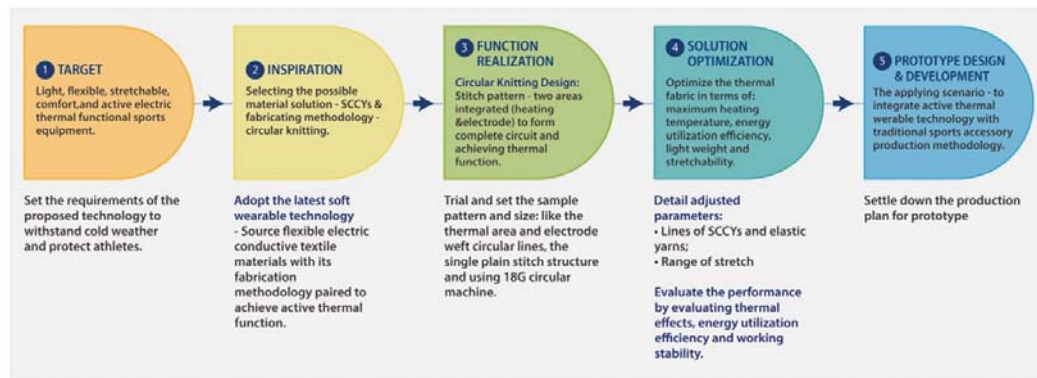 1 TARGET
Light, flexible, stretchable,
comfort,and active electric
thermal functional sports
equipment.
Set the requirements of the
proposed technology to
withstand cold weather
and protect athletes.
2 INSPIRATION
Selecting the possible
material solution - SCCYs &
fabricating methodology -
circular knitting.
Adopt the latest soft
wearable technology
- Source flexible electric
conductive textile
materials with its
fabrication
methodology paired to
achieve active thermal
function.
3 FUNCTION
REALIZATION
Circular Knitting Design:
Stitch pattern - two areas
integrated (heating
&electrode) to form
complete circuit and
achieving thermal
function.
Trial and set the sample
pattern and size: like the
thermal area and electrode
weft circular lines, the
single plain stitch structure
and using 18G circular
machine.
4 SOLUTION
OPTIMIZATION
Optimize the thermal
fabric in terms of:
maximum heating
temperature, energy
utilization efficiency,
light weight and
stretchability.
Detail adjusted
parameters:
• Lines of SCCYs and elastic
yarns;
• Range of stretch
Evaluate the performance
by evaluating thermal
effects, energy utilization
efficiency and working
stability.
5 PROTOTYPE DESIGN
& DEVELOPMENT
The applying scenario - to
integrate active thermal
werable technology with
traditional sports accessory
production methodology.
Settle down the production
plan for prototype